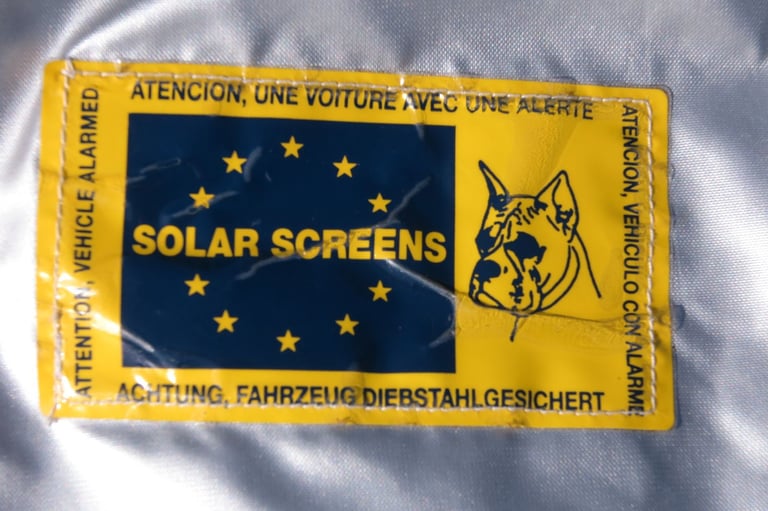 ATENCION, UNE VOITURE AVEC UNE ALERTE
ATTENTION, VEHICLE ALARMED
SOLAR SCREENS
ATENCION, VEHICULO CON ALARME
ACHTUNG, FAHRZEUG DIEBSTAHLGESICHERT